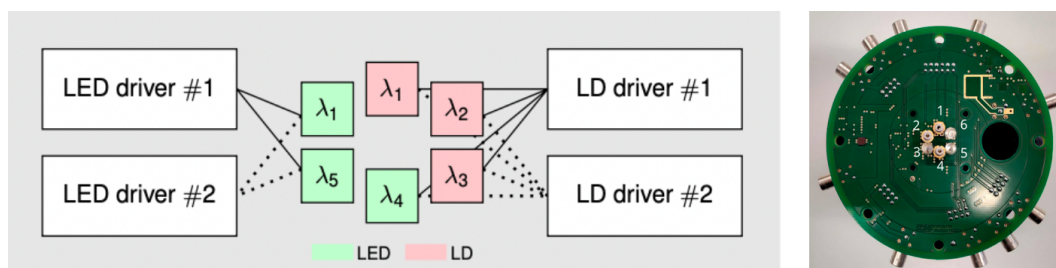 LED driver #1
LED driver #2
λ1
λ5
λ1
λ4
λ2
λ3
LD driver #1
LD driver #2
LED
LD
1
2
3
4
5
6